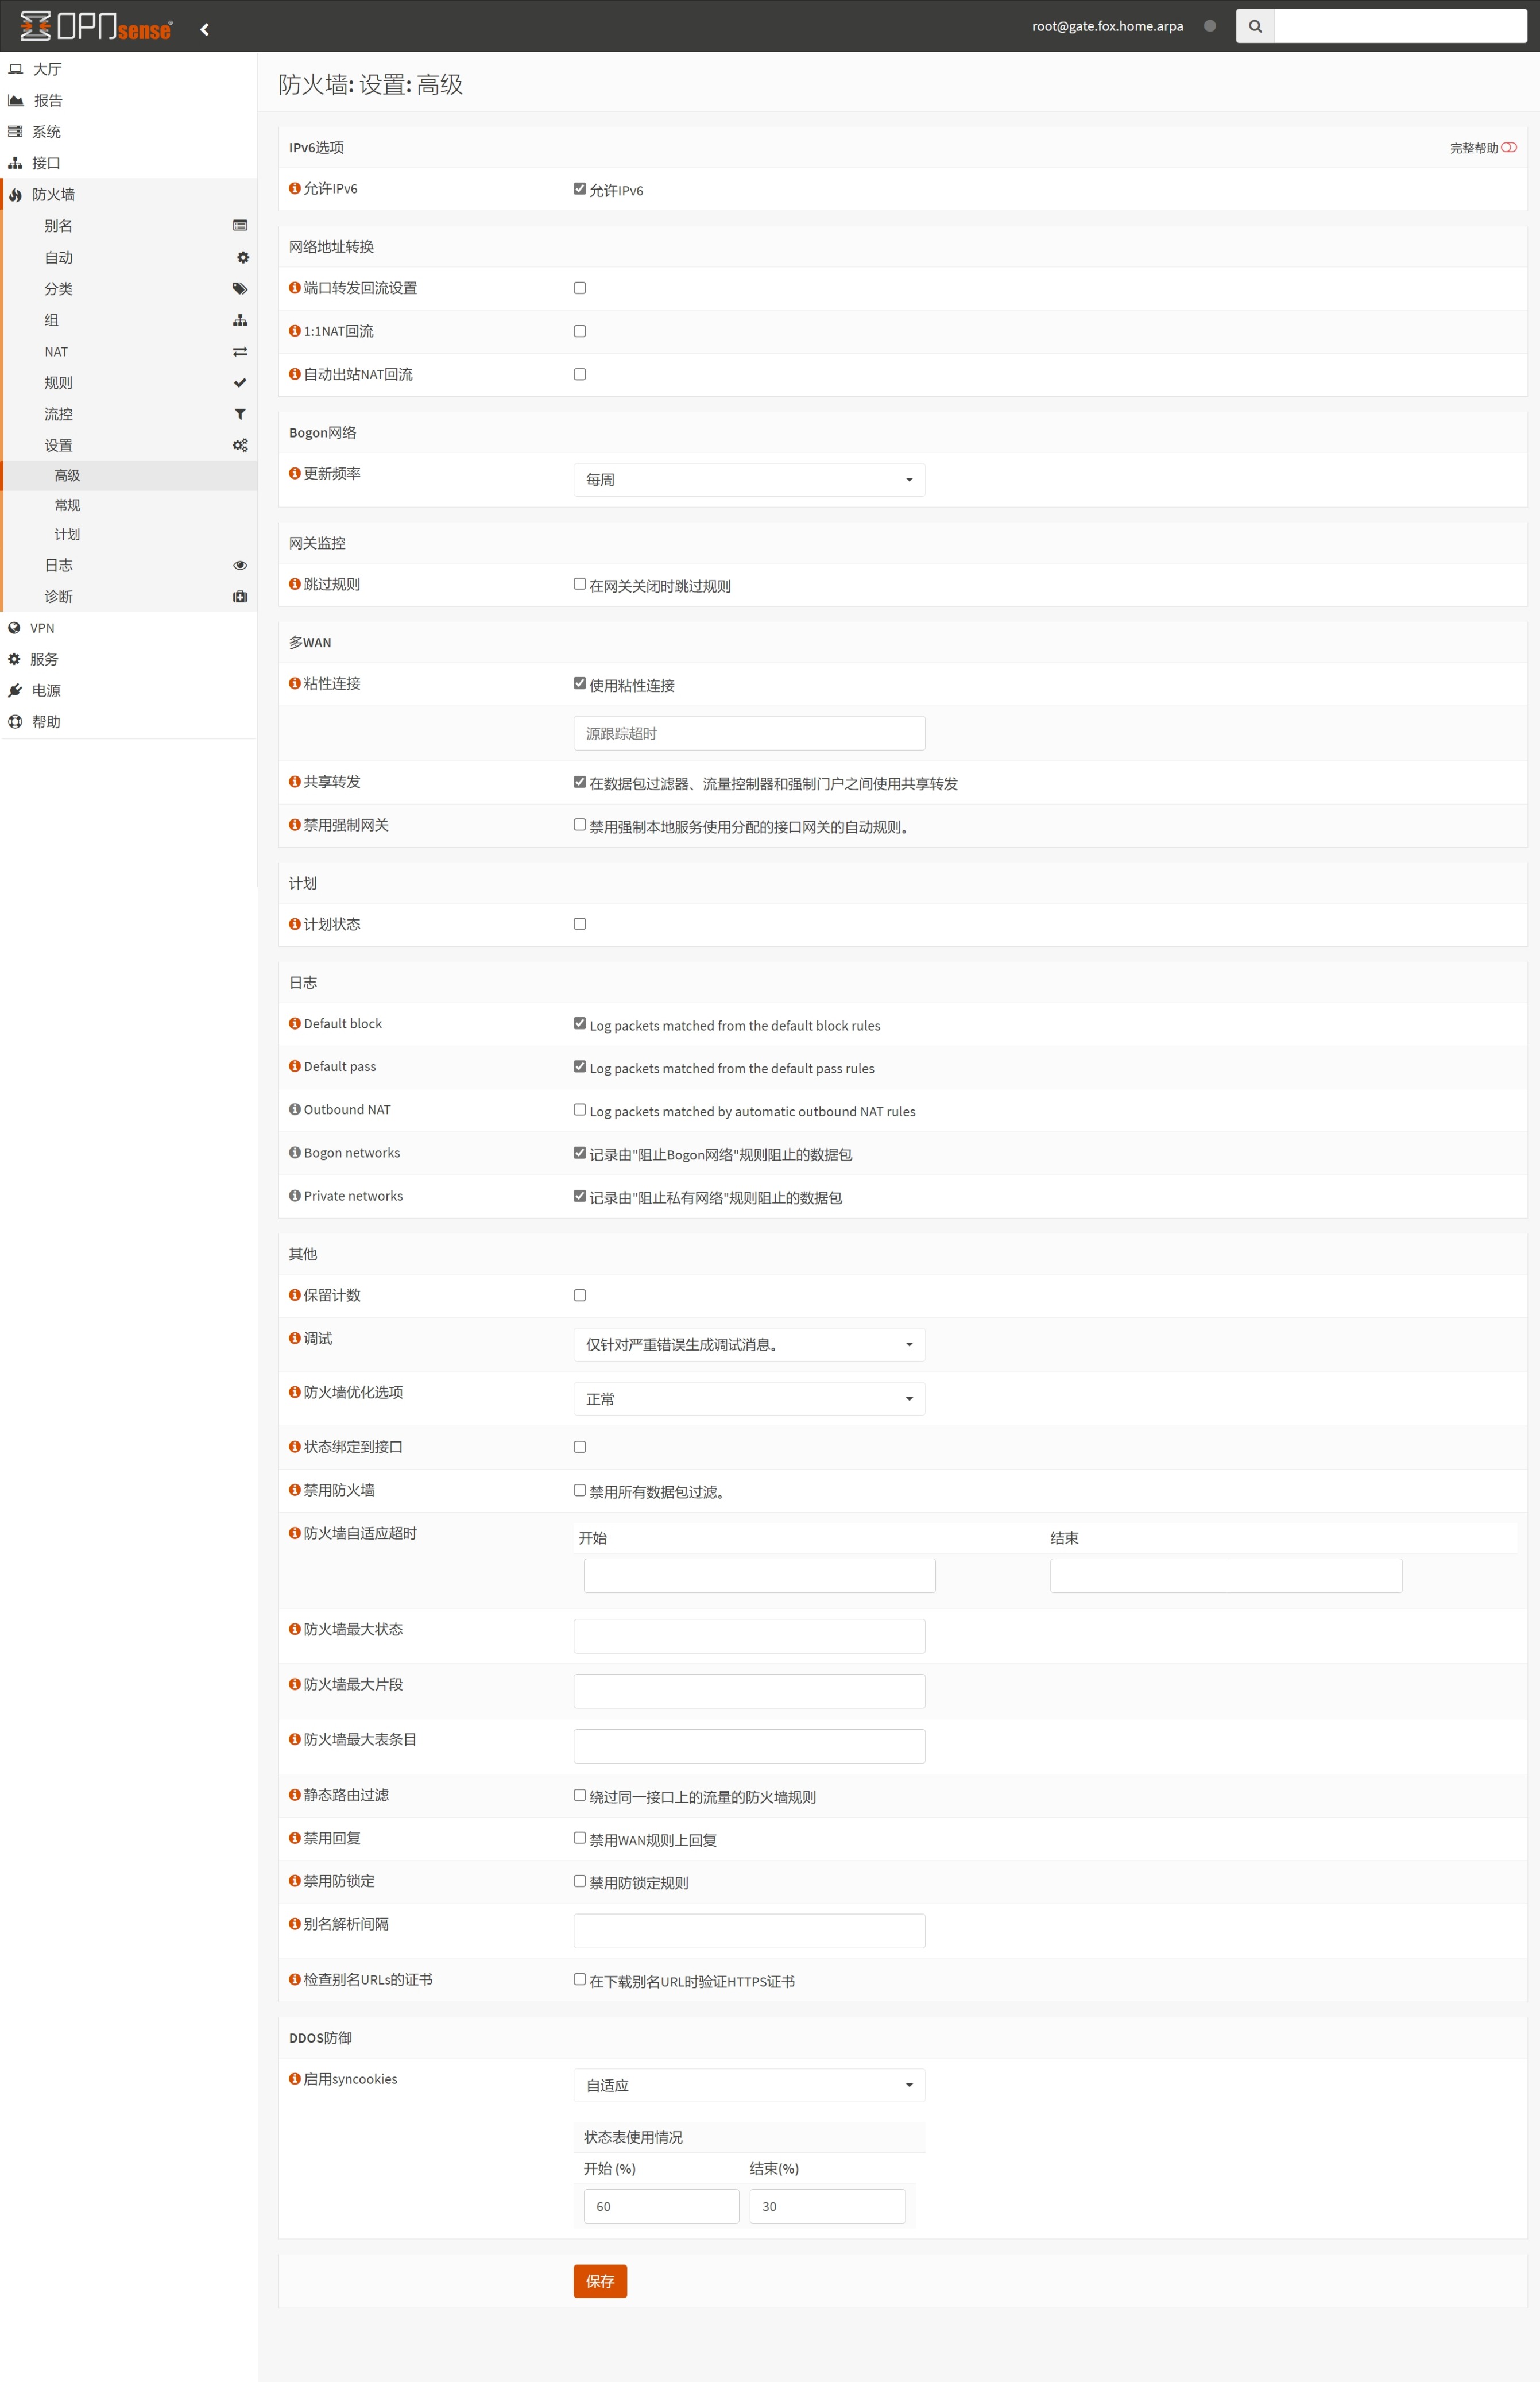 OPNsense®
root@gate.fox.home.arpa
大厅
报告
系统
接口
防火墙
别名
自动
分类
组
NAT
规则
流控
设置
高级
常规
计划
日志
诊断
VPN
服务
电源
帮助
防火墙: 设置: 高级
IPv6选项 完整帮助
允许IPv6 允许IPv6
网络地址转换
端口转发回流设置
1:1NAT回流
自动出站NAT回流
Bogon网络
更新频率 每周
网关监控
跳过规则 在网关关闭时跳过规则
多WAN
粘性连接 使用粘性连接
源跟踪超时
共享转发 在数据包过滤器、流量控制器和强制门户之间使用共享转发
禁用强制网关 禁用强制本地服务使用分配的接口网关的自动规则。
计划
计划状态
日志
Default block Log packets matched from the default block rules
Default pass Log packets matched from the default pass rules
Outbound NAT Log packets matched by automatic outbound NAT rules
Bogon networks 记录由"阻止Bogon网络"规则阻止的数据包
Private networks 记录由"阻止私有网络"规则阻止的数据包
其他
保留计数
调试 仅针对严重错误生成调试消息。
防火墙优化选项 正常
状态绑定到接口
禁用防火墙 禁用所有数据包过滤。
防火墙自适应超时 开始 结束
防火墙最大状态
防火墙最大片段
防火墙最大表条目
静态路由过滤 绕过同一接口上的流量的防火墙规则
禁用回复 禁用WAN规则上回复
禁用防锁定 禁用防锁定规则
别名解析间隔
检查别名URLs的证书 在下载别名URL时验证HTTPS证书
DDOS防御
启用syncookies 自适应
状态表使用情况
开始 (%) 结束(%)
60 30
保存